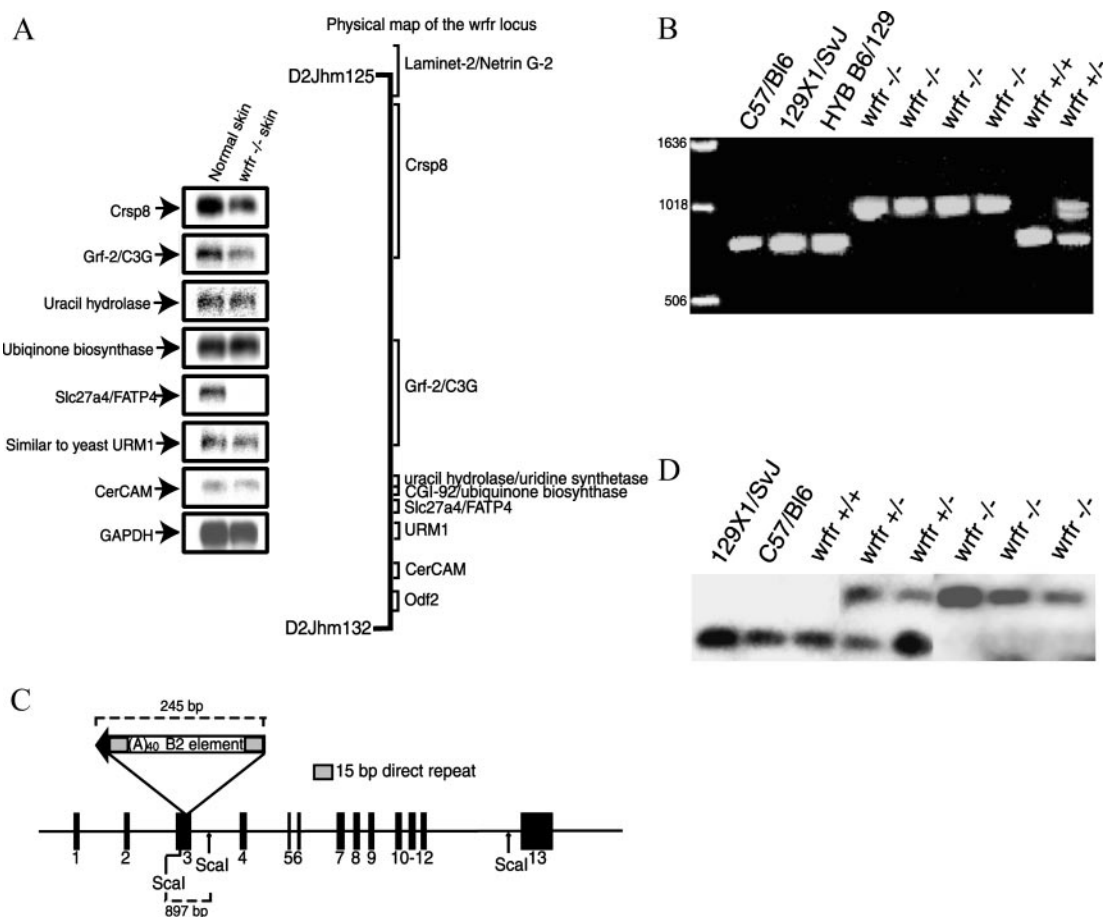 A
Physical map of the wrfr locus
D2Jhm125
Laminet-2/Netrin G-2
Crsp8
Grf-2/C3G
uracil hydrolase/uridine synthetase
CGI-92/ubiquinone biosynthase
Slc27a4/FATP4
URM1
CerCAM
Odf2
D2Jhm132
Normal skin
wrfr -/- skin
Crsp8
Grf-2/C3G
Uracil hydrolase
Ubiqinone biosynthase
Slc27a4/FATP4
Similar to yeast URM1
CerCAM
GAPDH
B
C57/Bl6
129X1/SvJ
HYB B6/129
wrfr -/-
wrfr -/-
wrfr -/-
wrfr -/-
wrfr +/+
wrfr +/-
1636
1018
506
C
245 bp
(A)40 B2 element
15 bp direct repeat
1
2
3
4
56
7
8
9
10-12
13
ScaI
ScaI
ScaI
897 bp
D
129X1/SvJ
C57/Bl6
wrfr +/+
wrfr +/-
wrfr +/-
wrfr -/-
wrfr -/-
wrfr -/-